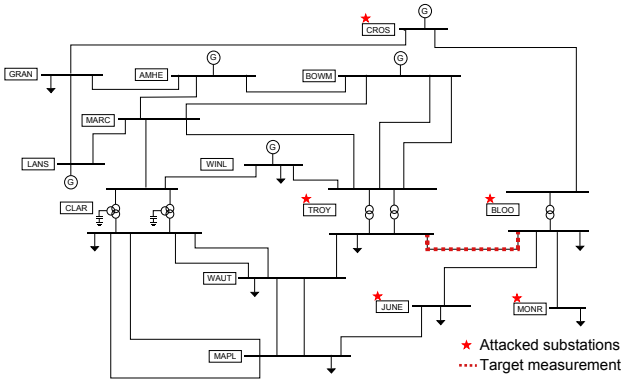 G
CROS
G
G
GRAN
AMHE
BOWM
MARC
G
LANS
WINL
G
CLAR
TROY
BLOO
WAUT
JUNE
MONR
MAPL
Attacked substations
Target measurement